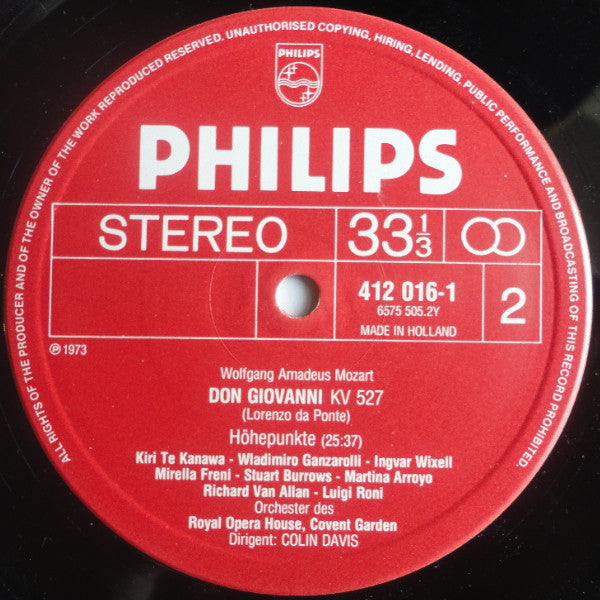 ALL RIGHTS OF THE PRODUCER AND OF THE OWNER OF THE WORK REPRODUCED RESERVED. UNAUTHORISED COPYING, HIRING, LENDING, PUBLIC PERFORMANCE AND BROADCASTING OF THIS RECORD PROHIBITED.
PHILIPS
PHILIPS
STEREO 33 1/3
412 016-1
6575 505.2Y
MADE IN HOLLAND
2
℗ 1973
Wolfgang Amadeus Mozart
DON GIOVANNI KV 527
(Lorenzo da Ponte)
Höhepunkte (25:37)
Kiri Te Kanawa - Wladimiro Ganzarolli - Ingvar Wixell
Mirella Freni - Stuart Burrows - Martina Arroyo
Richard Van Allan - Luigi Roni
Orchester des
Royal Opera House, Covent Garden
Dirigent: COLIN DAVIS